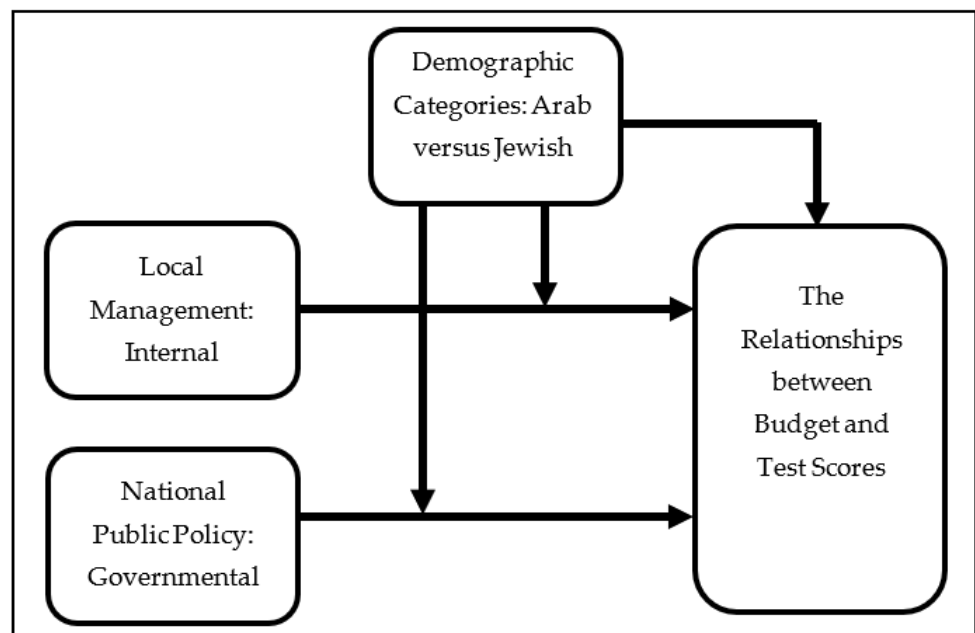 Demographic
Categories: Arab
versus Jewish
Local
Management:
Internal
The
Relationships
between
Budget and
Test Scores
National
Public Policy:
Governmental